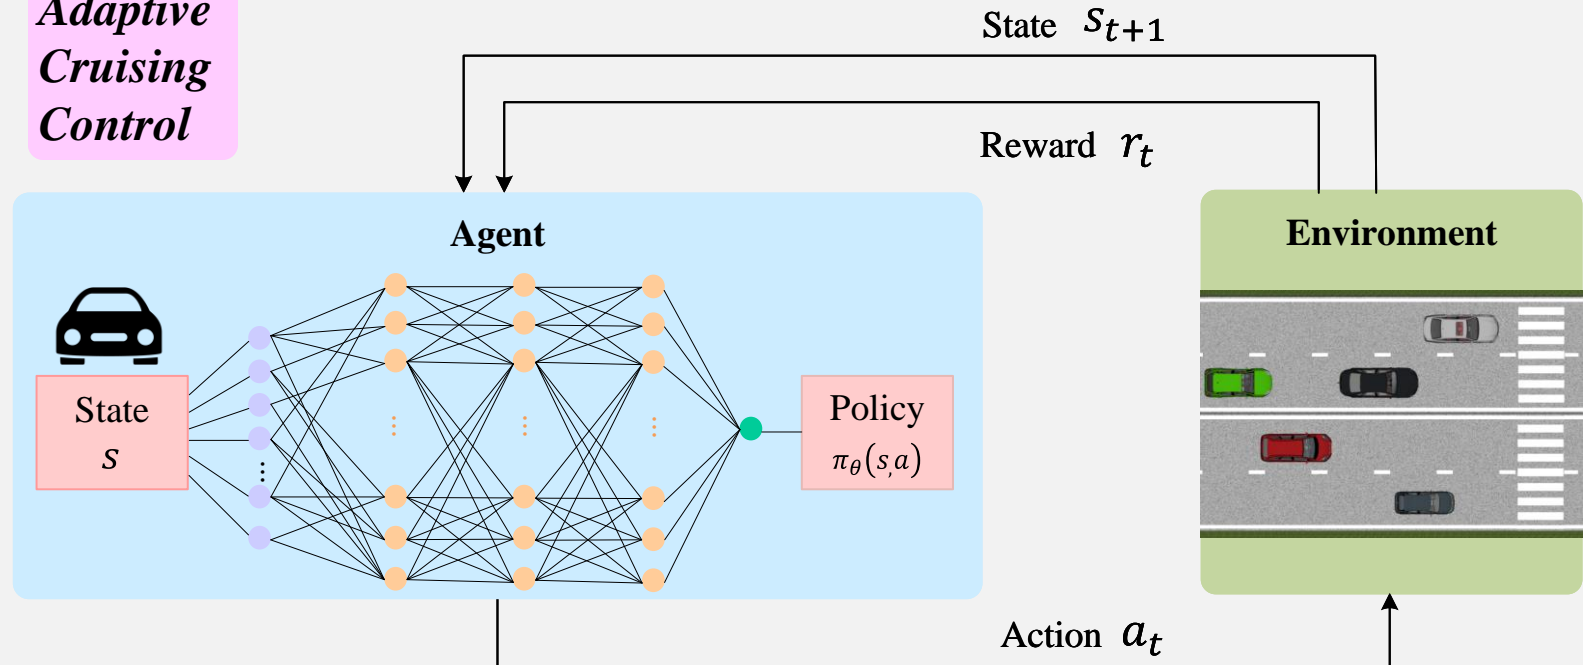 Adaptive
Cruising
Control
State s_{t+1}
Reward r_t
Agent
Environment
State
s
Policy
π_θ(s,a)
Action a_t